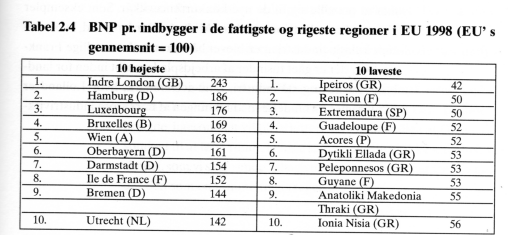 Tabel 2.4 BNP pr. indbygger i de fattigste og rigeste regioner i EU 1998 (EU' s
gennemsnit = 100)
10 højeste 10 laveste
1. Indre London (GB) 243 1. Ipeiros (GR) 42
2. Hamburg (D) 186 2. Reunion (F) 50
3. Luxenbourg 176 3. Extremadura (SP) 50
4. Bruxelles (B) 169 4. Guadeloupe (F) 52
5. Wien (A) 163 5. Acores (P) 52
6. Oberbayern (D) 161 6. Dytikli Ellada (GR) 53
7. Darmstadt (D) 154 7. Peleponnesos (GR) 53
8. Ile de France (F) 152 8. Guyane (F) 53
9. Bremen (D) 144 9. Anatoliki Makedonia 55
Thraki (GR)
10. Utrecht (NL) 142 10. Ionia Nisia (GR) 56